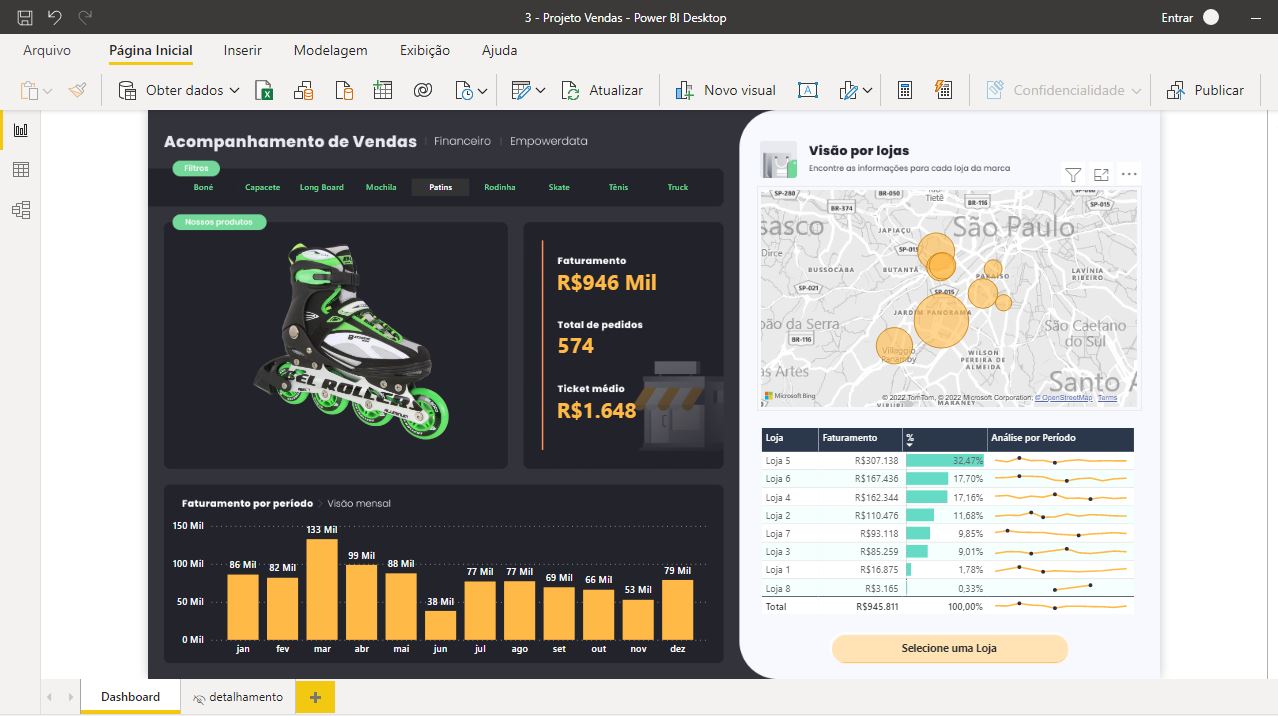 3 - Projeto Vendas - Power BI Desktop
Entrar
Arquivo
Página Inicial
Inserir
Modelagem
Exibição
Ajuda
Obter dados
Atualizar
Novo visual
Confidencialidade
Publicar
Acompanhamento de Vendas
Financeiro
Empowerdata
Filtros
Boné
Capacete
Long Board
Mochila
Patins
Rodinha
Skate
Tênis
Truck
Nossos produtos
BEL ROLLER
Faturamento
R$946 Mil
Total de pedidos
574
Ticket médio
R$1.648
Faturamento por período > Visão mensal
150 Mil
100 Mil
50 Mil
0 Mil
86 Mil
82 Mil
133 Mil
99 Mil
88 Mil
38 Mil
77 Mil
77 Mil
69 Mil
66 Mil
53 Mil
79 Mil
jan
fev
mar
abr
mai
jun
jul
ago
set
out
nov
dez
Visão por lojas
Encontre as informações para cada loja da marca
SP-280
BR-050
Tietê
BR-116
SP-015
BR-374
asasco
São Paulo
JAPIAÇU
SP-015
Dirce
BUSSOCABA
BUTANTÃ
PARAÍSO
LAVÍNIA
RIBEIRO
SP-021
SP-015
JARDIM PANORAMA
ão da Serra
BR-116
São Caetano
do Sul
Villaggio
Panamby
WILSON
PEREIRA DE
ALMEIDA
as Artes
Santo A
Microsoft Bing
© 2022 TomTom, © 2022 Microsoft Corporation, © OpenStreetMap Terms
MARANEY
Loja Faturamento % Análise por Período
Loja 5 R$307.138 32,47%
Loja 6 R$167.436 17,70%
Loja 4 R$162.344 17,16%
Loja 2 R$110.476 11,68%
Loja 7 R$93.118 9,85%
Loja 3 R$85.259 9,01%
Loja 1 R$16.875 1,78%
Loja 8 R$3.165 0,33%
Total R$945.811 100,00%
Selecione uma Loja
Dashboard
detalhamento